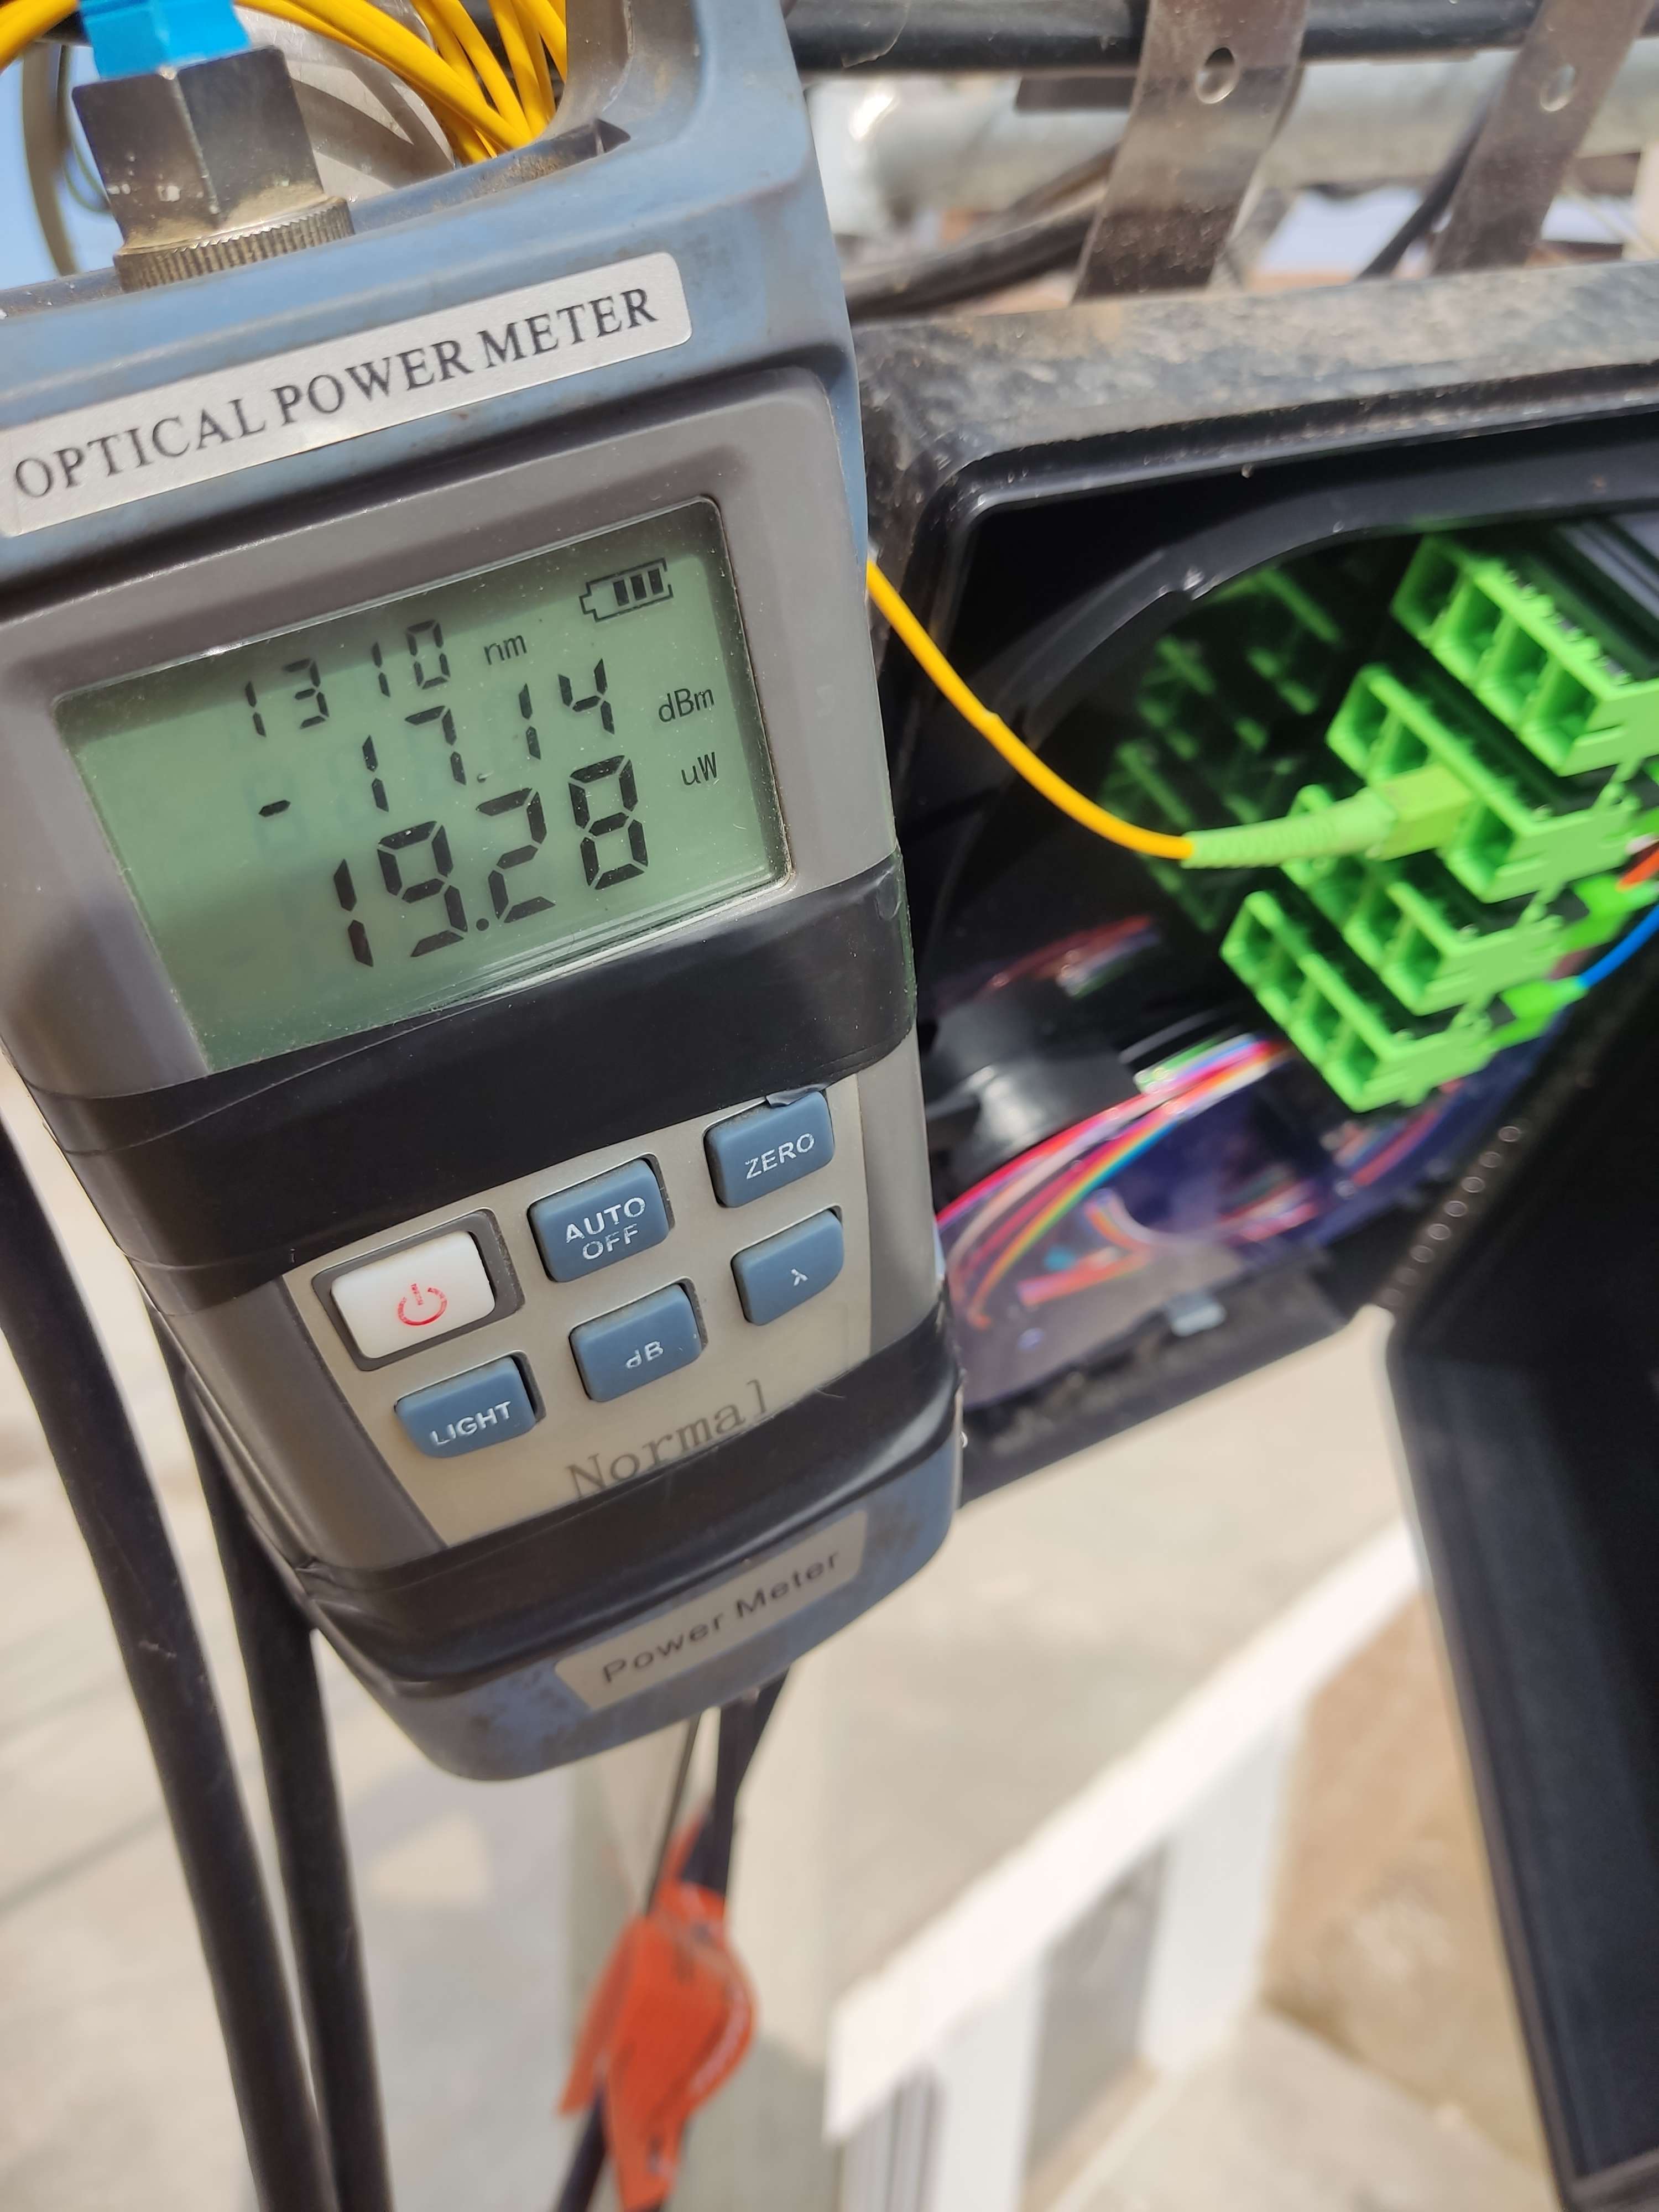 OPTICAL POWER METER
1310 nm
-17.14 dBm
19.28 uW
ZERO
AUTO OFF
λ
dB
LIGHT
Normal
Power Meter